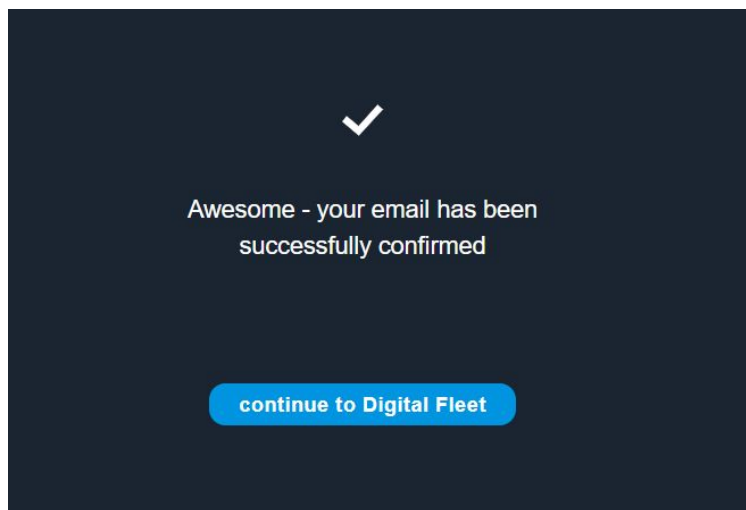 Awesome - your email has been
successfully confirmed
continue to Digital Fleet